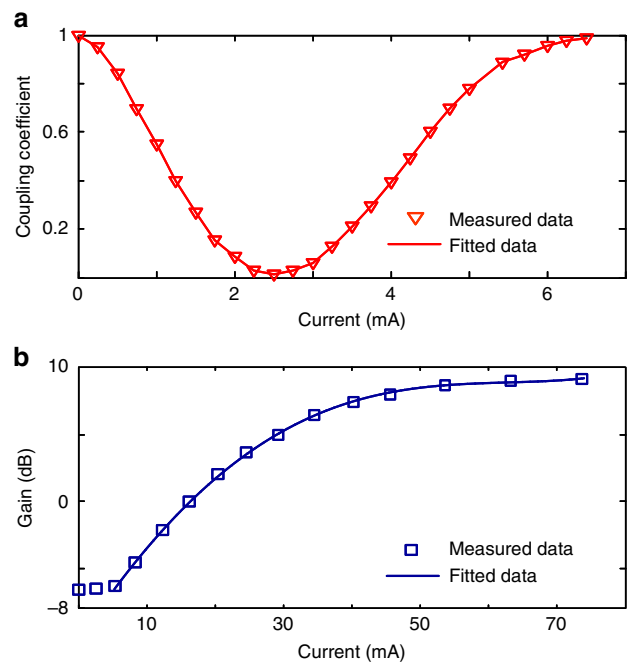 a
1
0.6
0.2
Coupling coefficient
Measured data
Fitted data
0
2
4
6
Current (mA)
b
10
0
–8
Gain (dB)
Measured data
Fitted data
10
30
50
70
Current (mA)